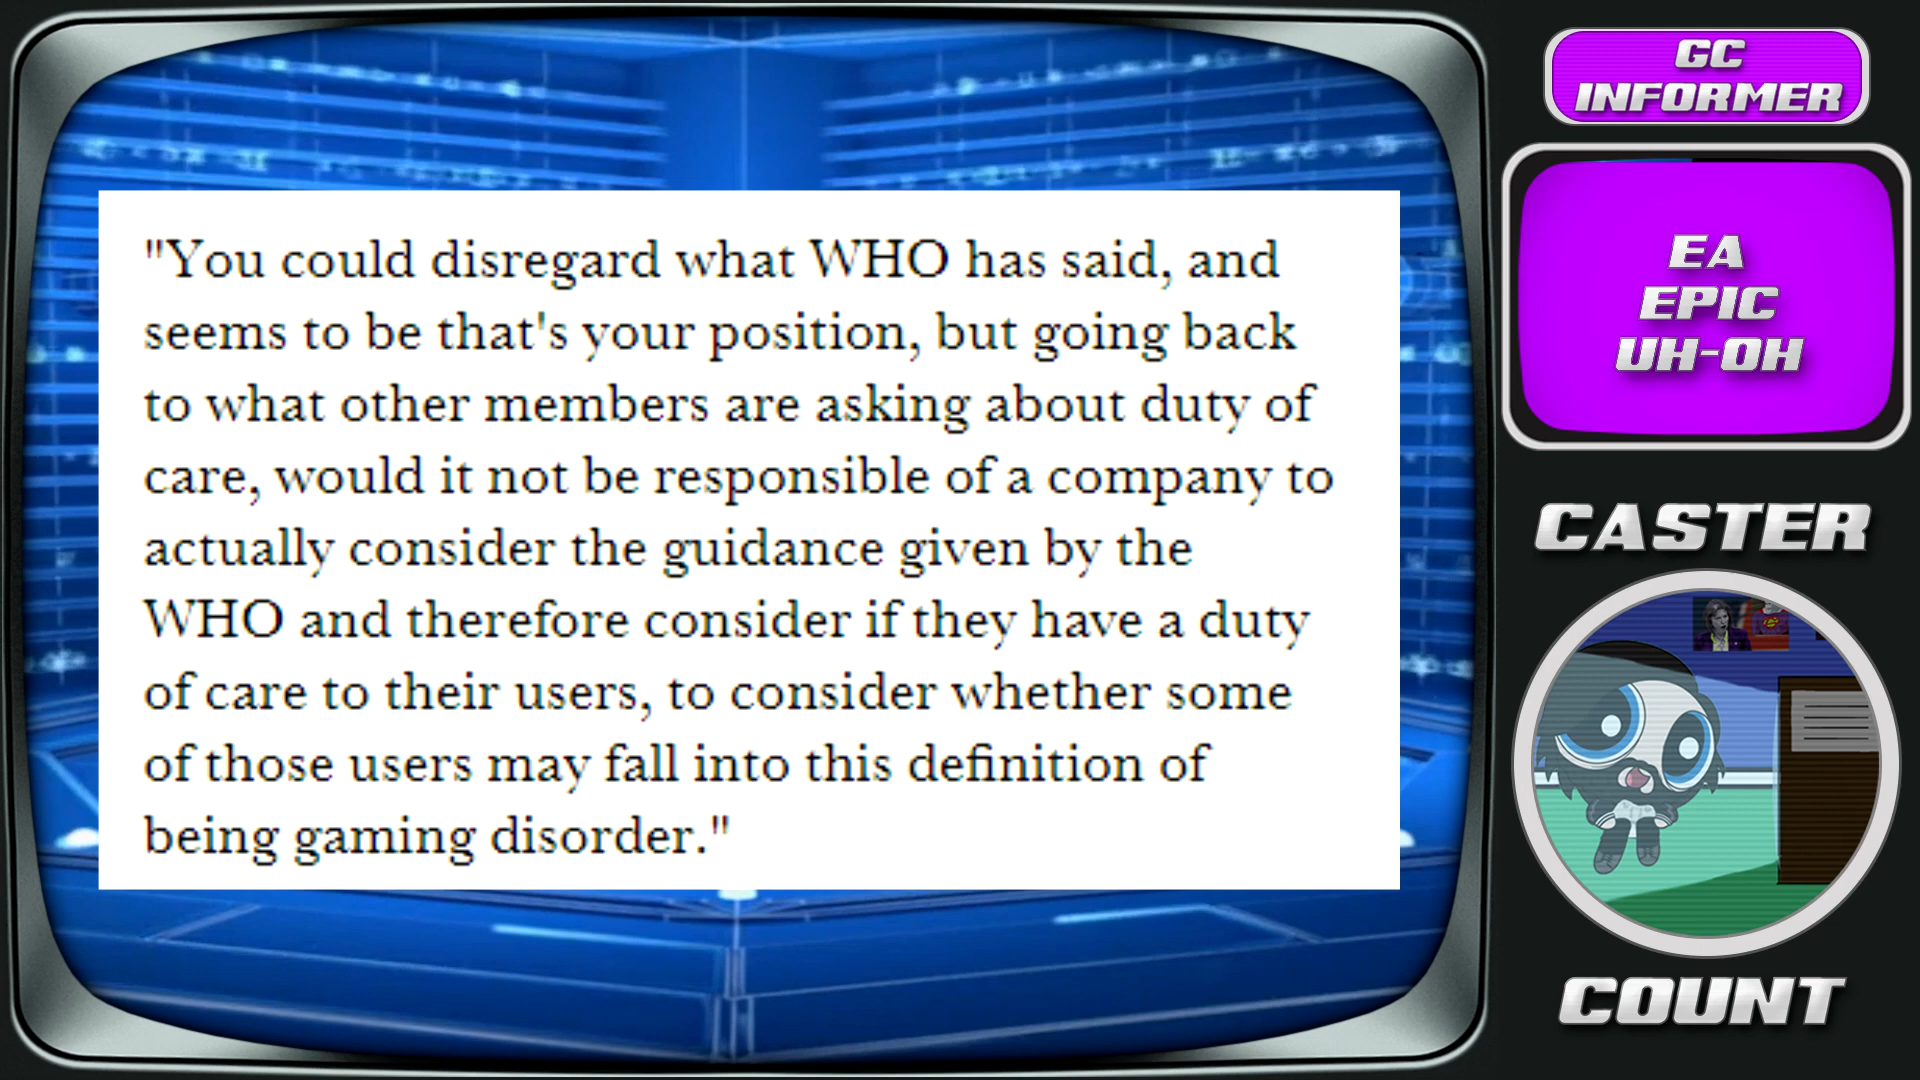 "You could disregard what WHO has said, and
seems to be that's your position, but going back
to what other members are asking about duty of
care, would it not be responsible of a company to
actually consider the guidance given by the
WHO and therefore consider if they have a duty
of care to their users, to consider whether some
of those users may fall into this definition of
being gaming disorder."
GC
INFORMER
EA
EPIC
UH-OH
CASTER
COUNT